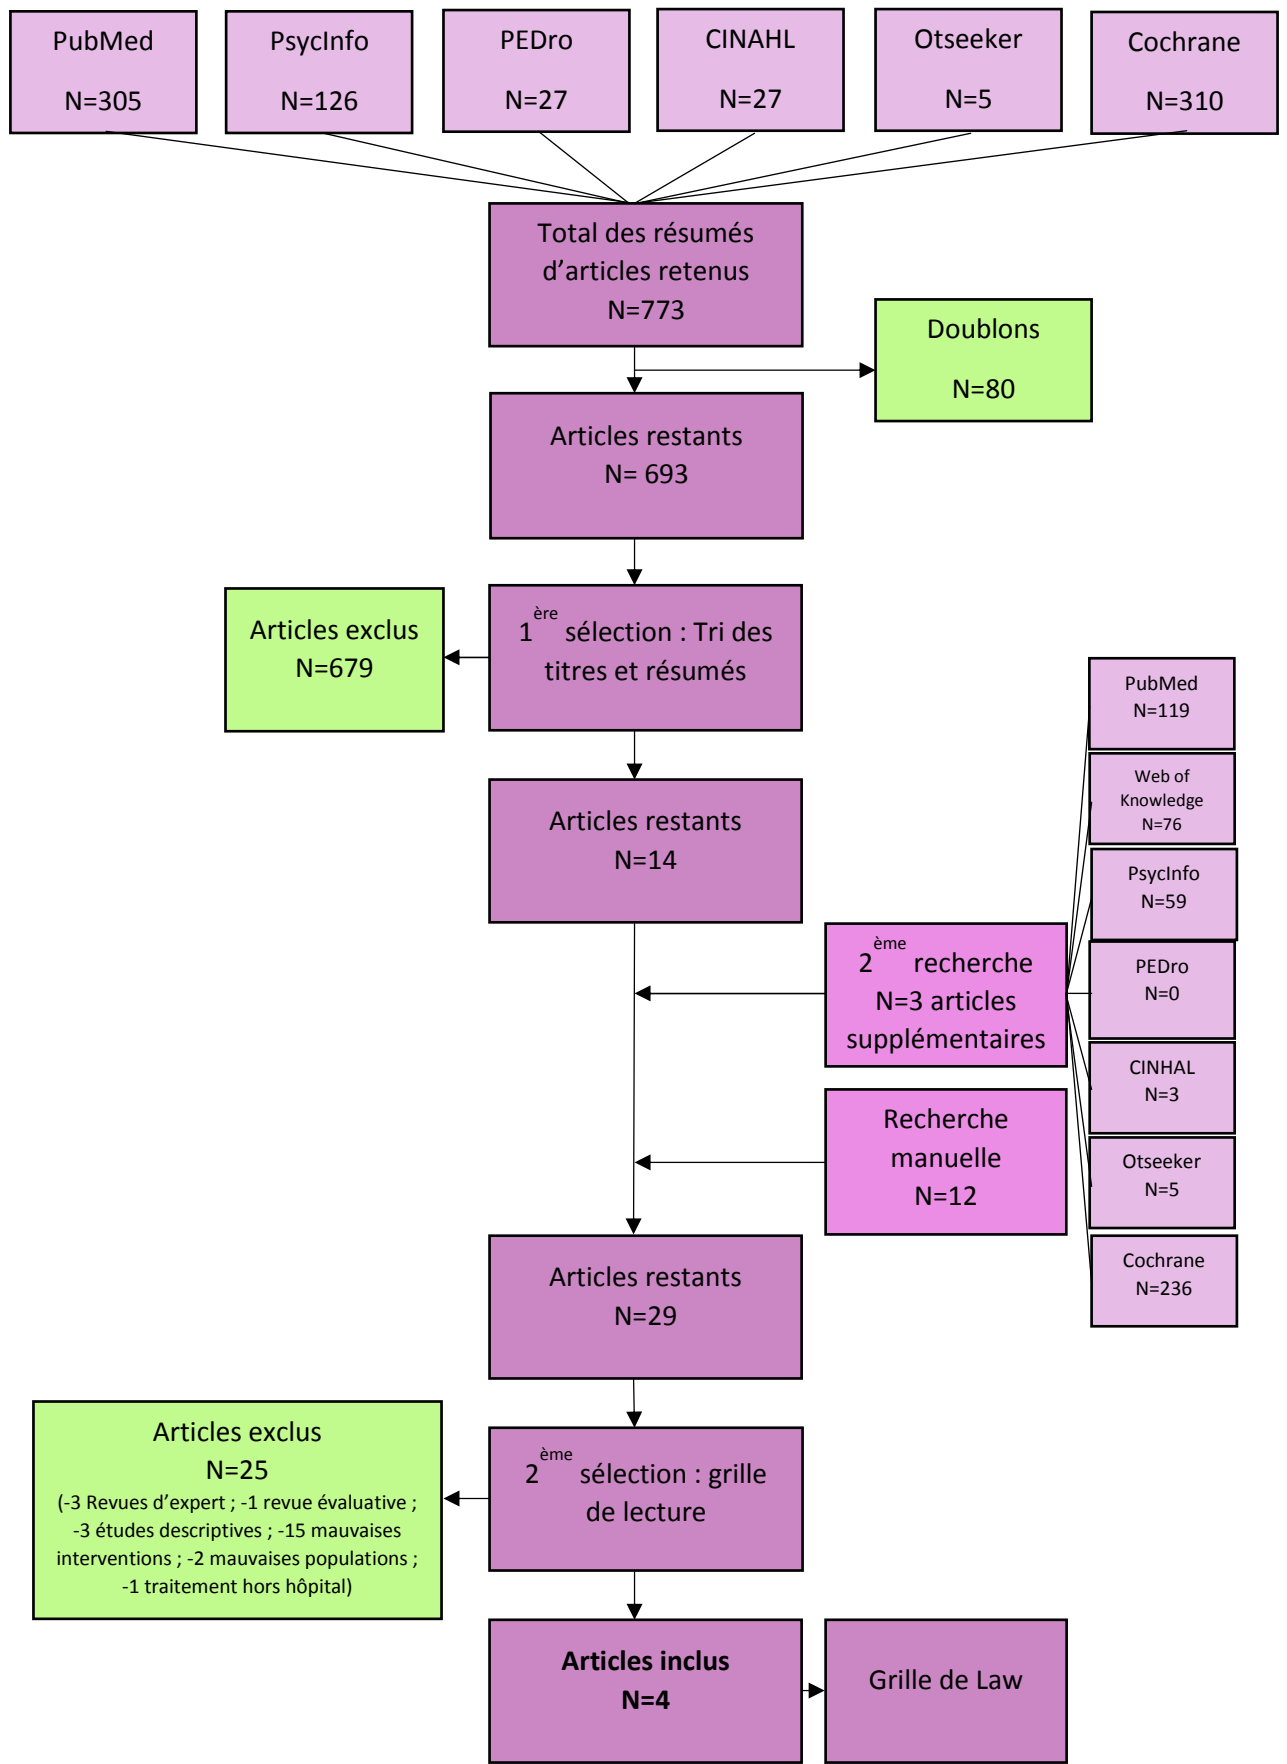 PubMed
N=305
PsycInfo
N=126
PEDro
N=27
CINAHL
N=27
Otseeker
N=5
Cochrane
N=310
Total des résumés
d’articles retenus
N=773
Doublons
N=80
Articles restants
N= 693
Articles exclus
N=679
1ère sélection : Tri des
titres et résumés
Articles restants
N=14
2ème recherche
N=3 articles
supplémentaires
PubMed
N=119
Web of
Knowledge
N=76
PsycInfo
N=59
PEDro
N=0
CINHAL
N=3
Otseeker
N=5
Cochrane
N=236
Recherche
manuelle
N=12
Articles restants
N=29
Articles exclus
N=25
(-3 Revues d’expert ; -1 revue évaluative ;
-3 études descriptives ; -15 mauvaises
interventions ; -2 mauvaises populations ;
-1 traitement hors hôpital)
2ème sélection : grille
de lecture
Articles inclus
N=4
Grille de Law